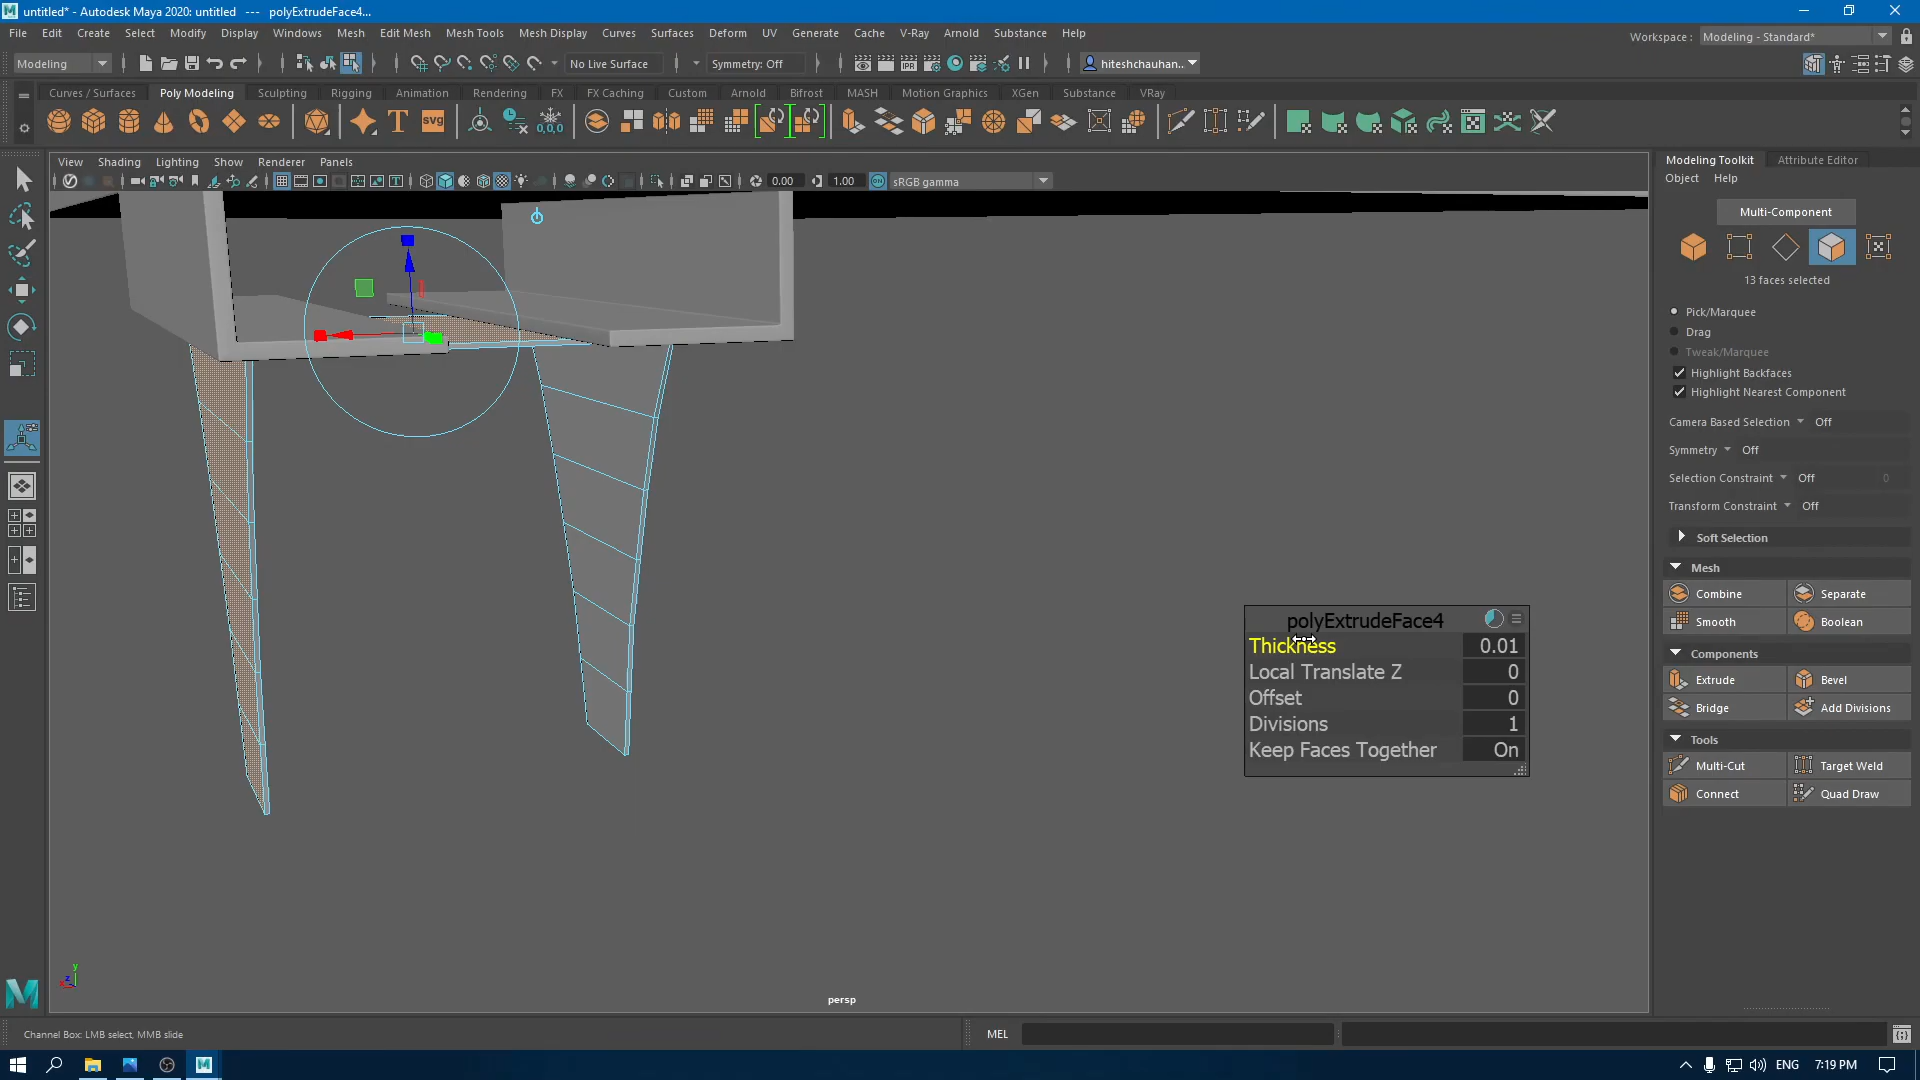 untitled* - Autodesk Maya 2020: untitled --- polyExtrudeFace4...
File Edit Create Select Modify Display Windows Mesh Edit Mesh Mesh Tools Mesh Display Curves Surfaces Deform UV Generate Cache V-Ray Arnold Substance Help
Workspace : Modeling - Standard*
Modeling No Live Surface Symmetry: Off hiteshchauhan...
Curves / Surfaces Poly Modeling Sculpting Rigging Animation Rendering FX FX Caching Custom Arnold Bifrost MASH Motion Graphics XGen Substance VRay
T SVG 0,0,0
View Shading Lighting Show Renderer Panels
0.00 1.00 sRGB gamma
Modeling Toolkit Attribute Editor
Object Help
Multi-Component
13 faces selected
Pick/Marquee
Drag
Tweak/Marquee
Highlight Backfaces
Highlight Nearest Component
Camera Based Selection Off
Symmetry Off
Selection Constraint Off 0
Transform Constraint Off
Soft Selection
Mesh
Combine Separate
Smooth Boolean
Components
Extrude Bevel
Bridge Add Divisions
Tools
Multi-Cut Target Weld
Connect Quad Draw
polyExtrudeFace4
Thickness 0.01
Local Translate Z 0
Offset 0
Divisions 1
Keep Faces Together On
y
z
x
persp
Channel Box: LMB select, MMB slide
MEL
ENG 7:19 PM